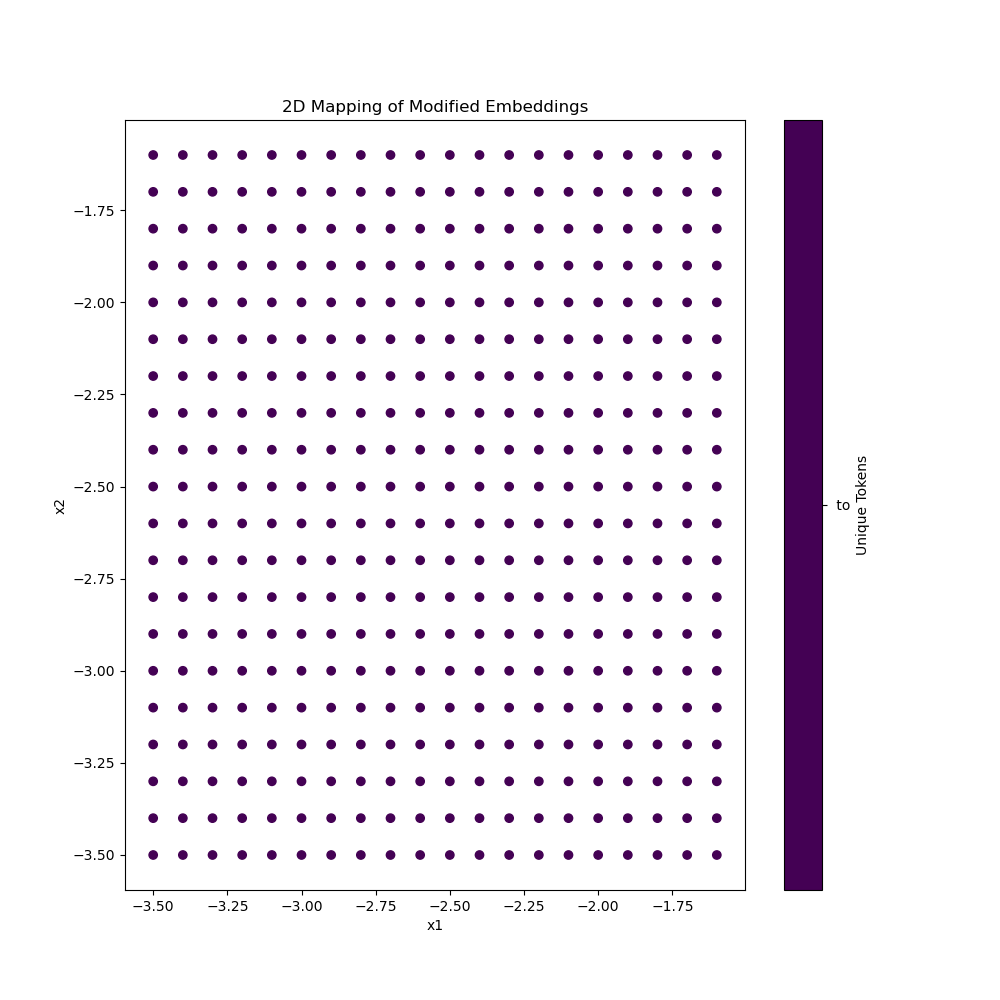 2D Mapping of Modified Embeddings
−1.75
−2.00
−2.25
−2.50
−2.75
−3.00
−3.25
−3.50
x2
−3.50 −3.25 −3.00 −2.75 −2.50 −2.25 −2.00 −1.75
x1
to
Unique Tokens